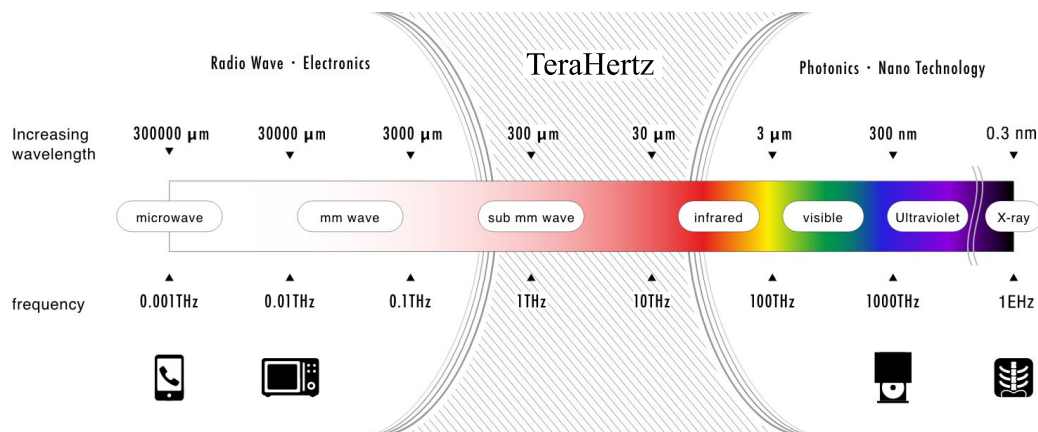 Radio Wave · Electronics
TeraHertz
Photonics · Nano Technology
Increasing wavelength
300000 μm
30000 μm
3000 μm
300 μm
30 μm
3 μm
300 nm
0.3 nm
microwave
mm wave
sub mm wave
infrared
visible
Ultraviolet
X-ray
frequency
0.001THz
0.01THz
0.1THz
1THz
10THz
100THz
1000THz
1EHz